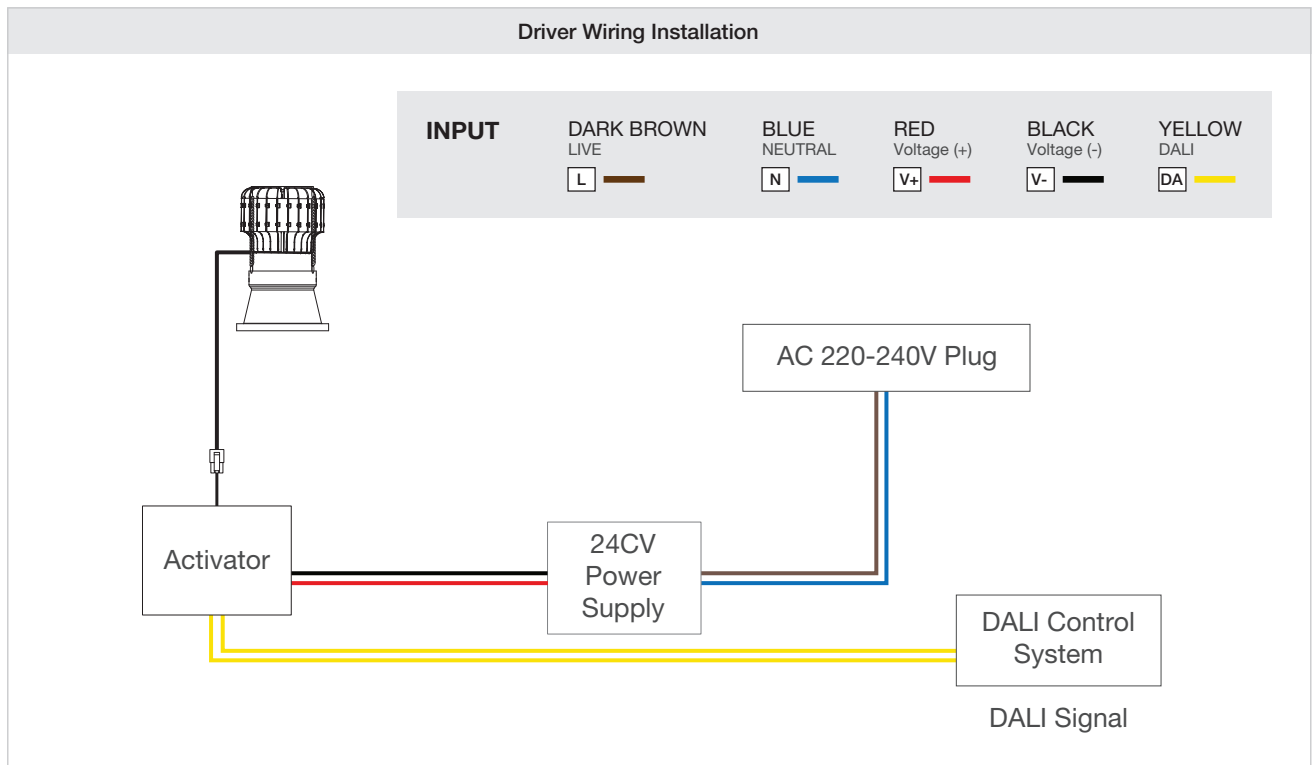 Driver Wiring Installation
INPUT
DARK BROWN
LIVE
L
BLUE
NEUTRAL
N
RED
Voltage (+)
V+
BLACK
Voltage (-)
V-
YELLOW
DALI
DA
AC 220-240V Plug
Activator
24CV
Power
Supply
DALI Control
System
DALI Signal